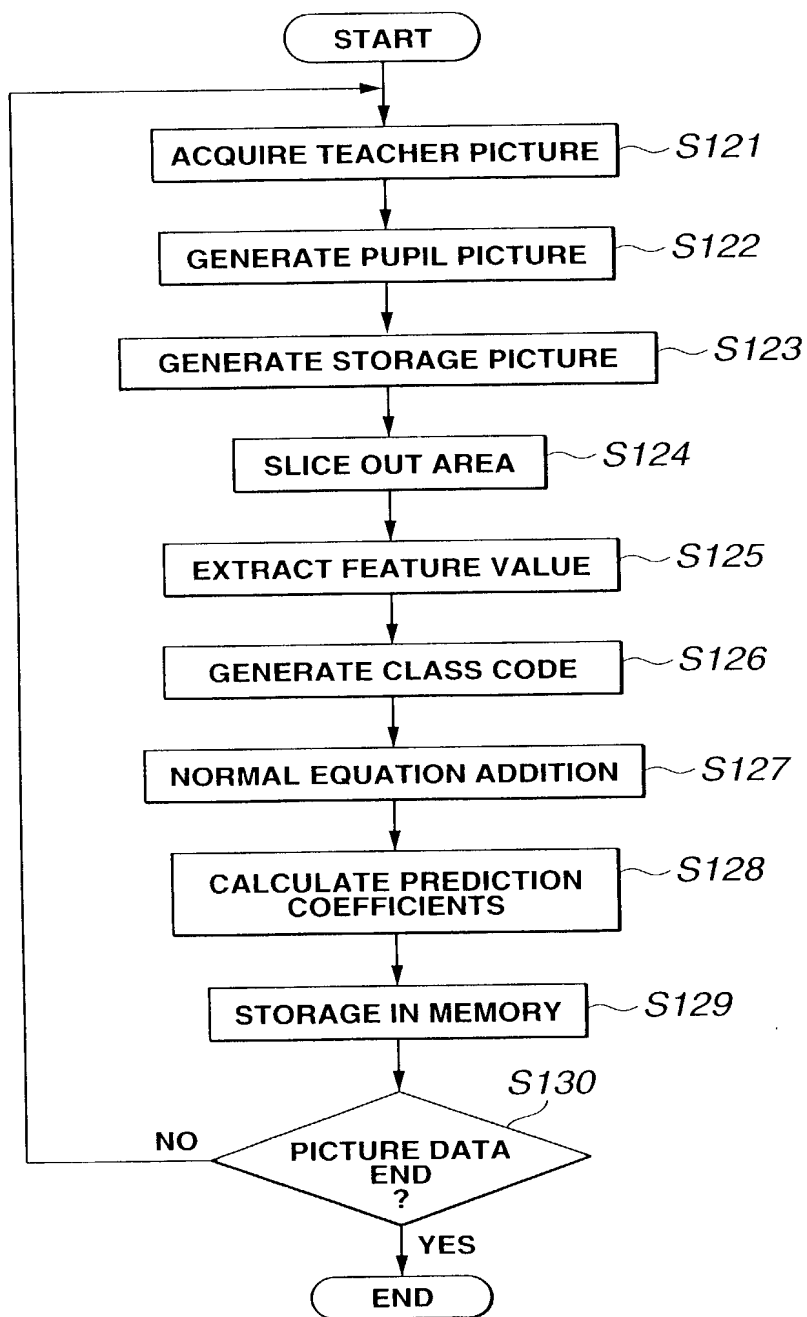 START
ACQUIRE TEACHER PICTURE
S121
GENERATE PUPIL PICTURE
S122
GENERATE STORAGE PICTURE
S123
SLICE OUT AREA
S124
EXTRACT FEATURE VALUE
S125
GENERATE CLASS CODE
S126
NORMAL EQUATION ADDITION
S127
CALCULATE PREDICTION
COEFFICIENTS
S128
STORAGE IN MEMORY
S129
S130
NO
PICTURE DATA
END
?
YES
END